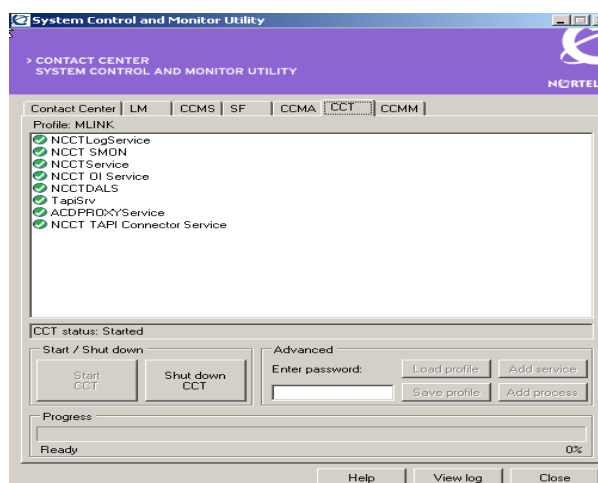 System Control and Monitor Utility
> CONTACT CENTER
SYSTEM CONTROL AND MONITOR UTILITY
NORTEL
Contact Center LM CCMS SF CCMA CCT CCMM
Profile: MLINK
NCCTLogService
NCCT SMON
NCCTService
NCCT OI Service
NCCTDALS
TapiSrv
ACDPROXYService
NCCT TAPI Connector Service
CCT status: Started
Start / Shut down
Start
CCT
Shut down
CCT
Advanced
Enter password:
Load profile
Add service
Save profile
Add process
Progress
Ready
0%
Help
View log
Close